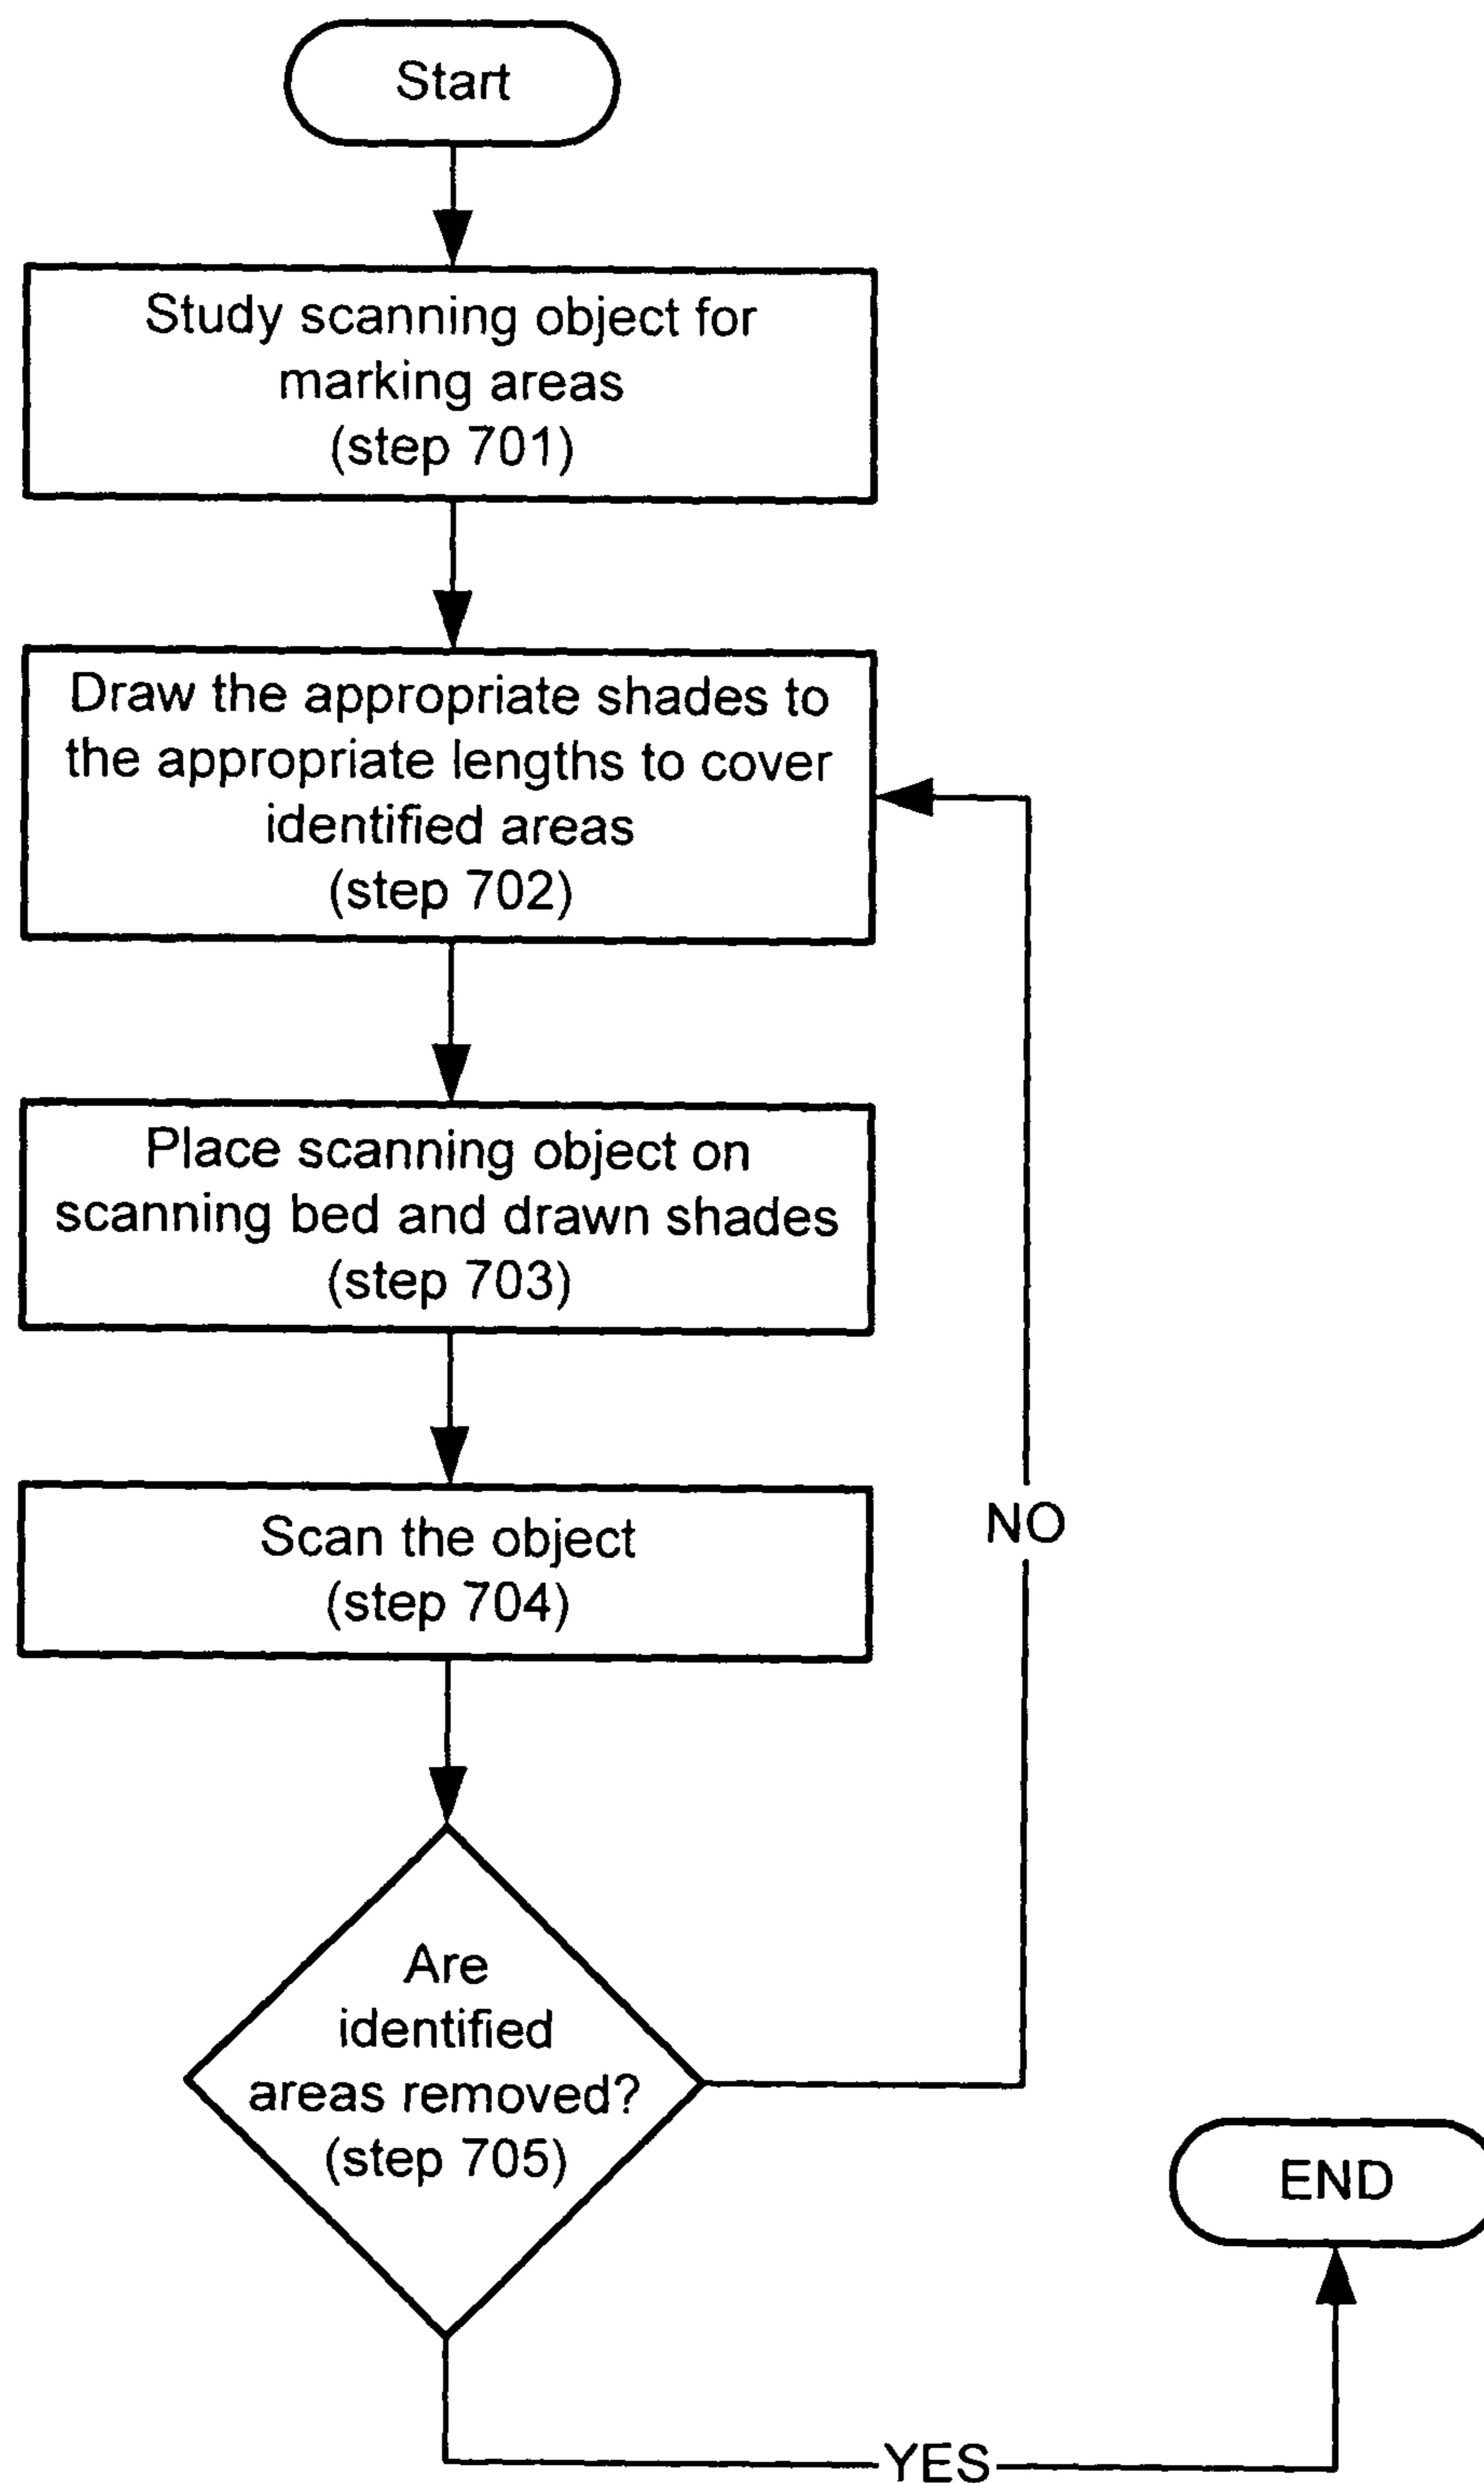 Start
Study scanning object for
marking areas
(step 701)
Draw the appropriate shades to
the appropriate lengths to cover
identified areas
(step 702)
Place scanning object on
scanning bed and drawn shades
(step 703)
Scan the object
(step 704)
NO
Are
identified
areas removed?
(step 705)
END
YES